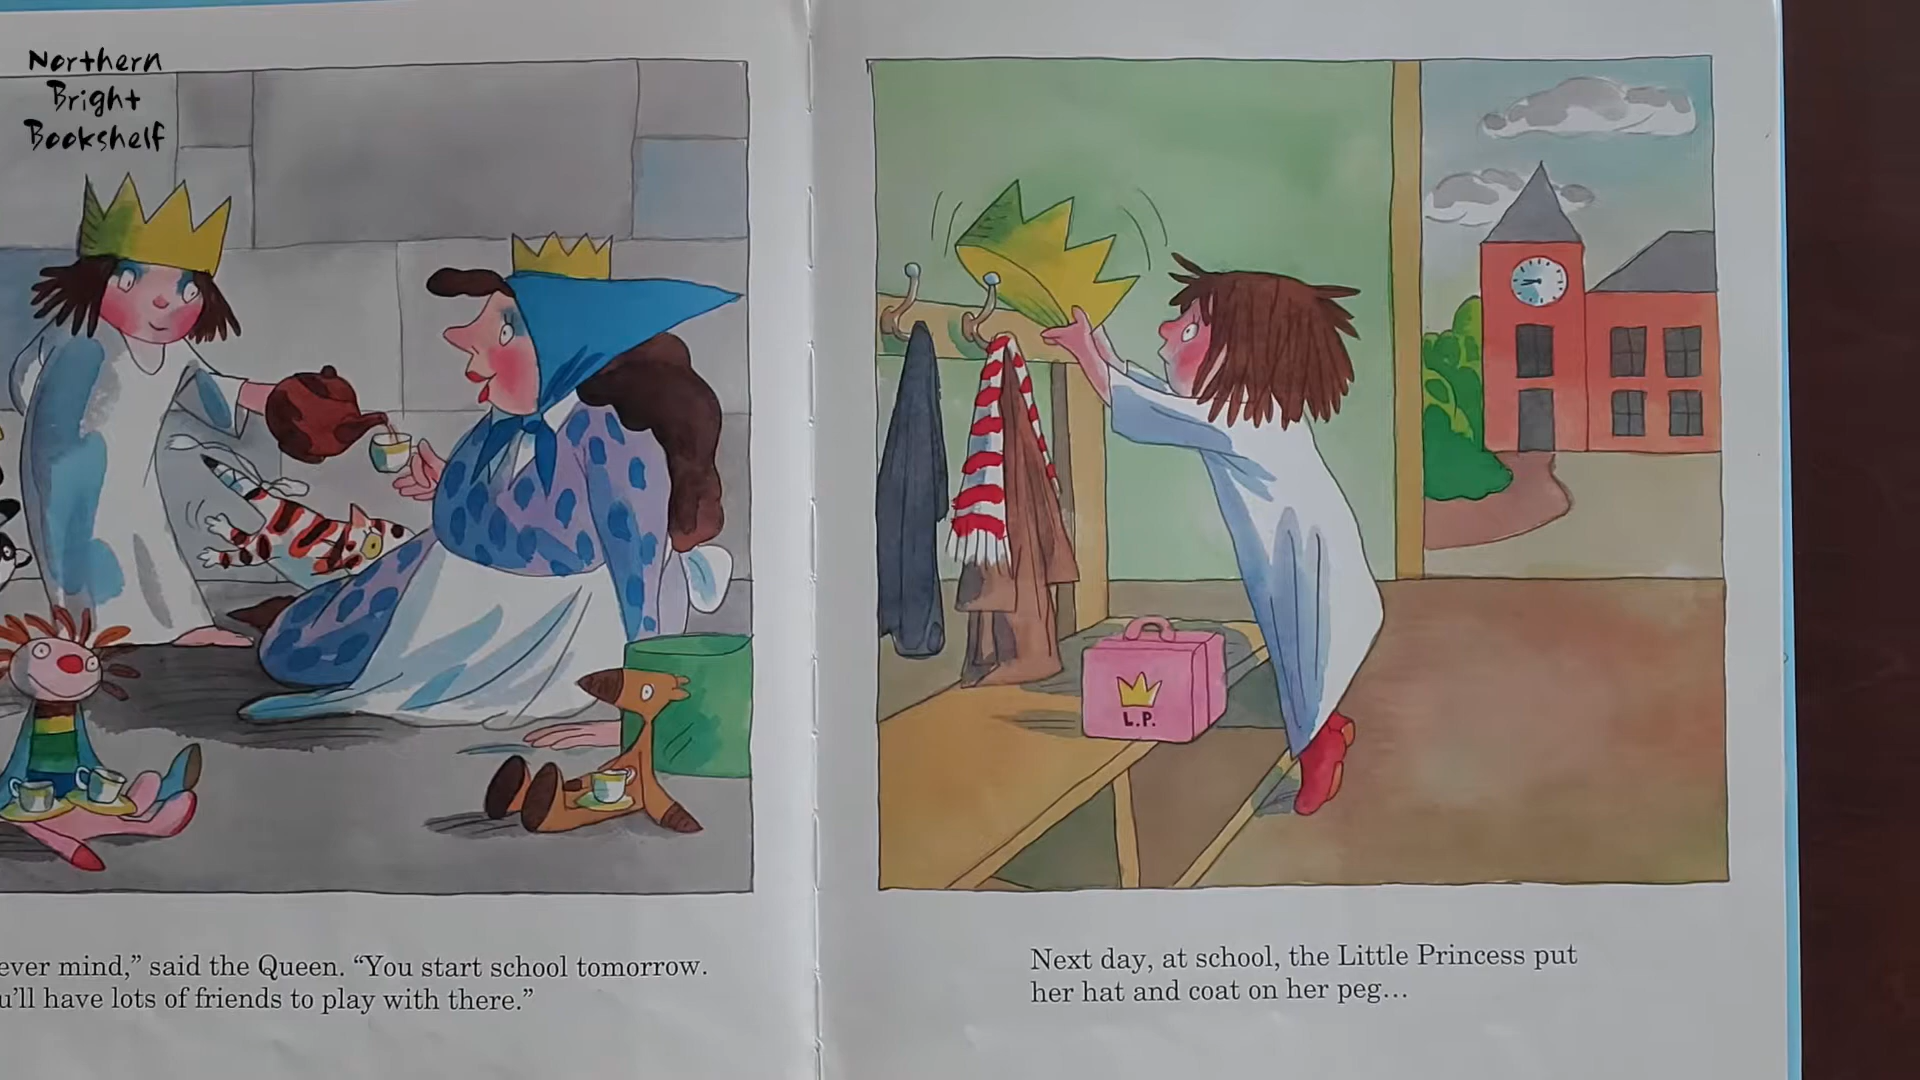 Northern
Bright
Bookshelf
ever mind,” said the Queen. “You start school tomorrow.
u’ll have lots of friends to play with there.”
L.P.
Next day, at school, the Little Princess put
her hat and coat on her peg…